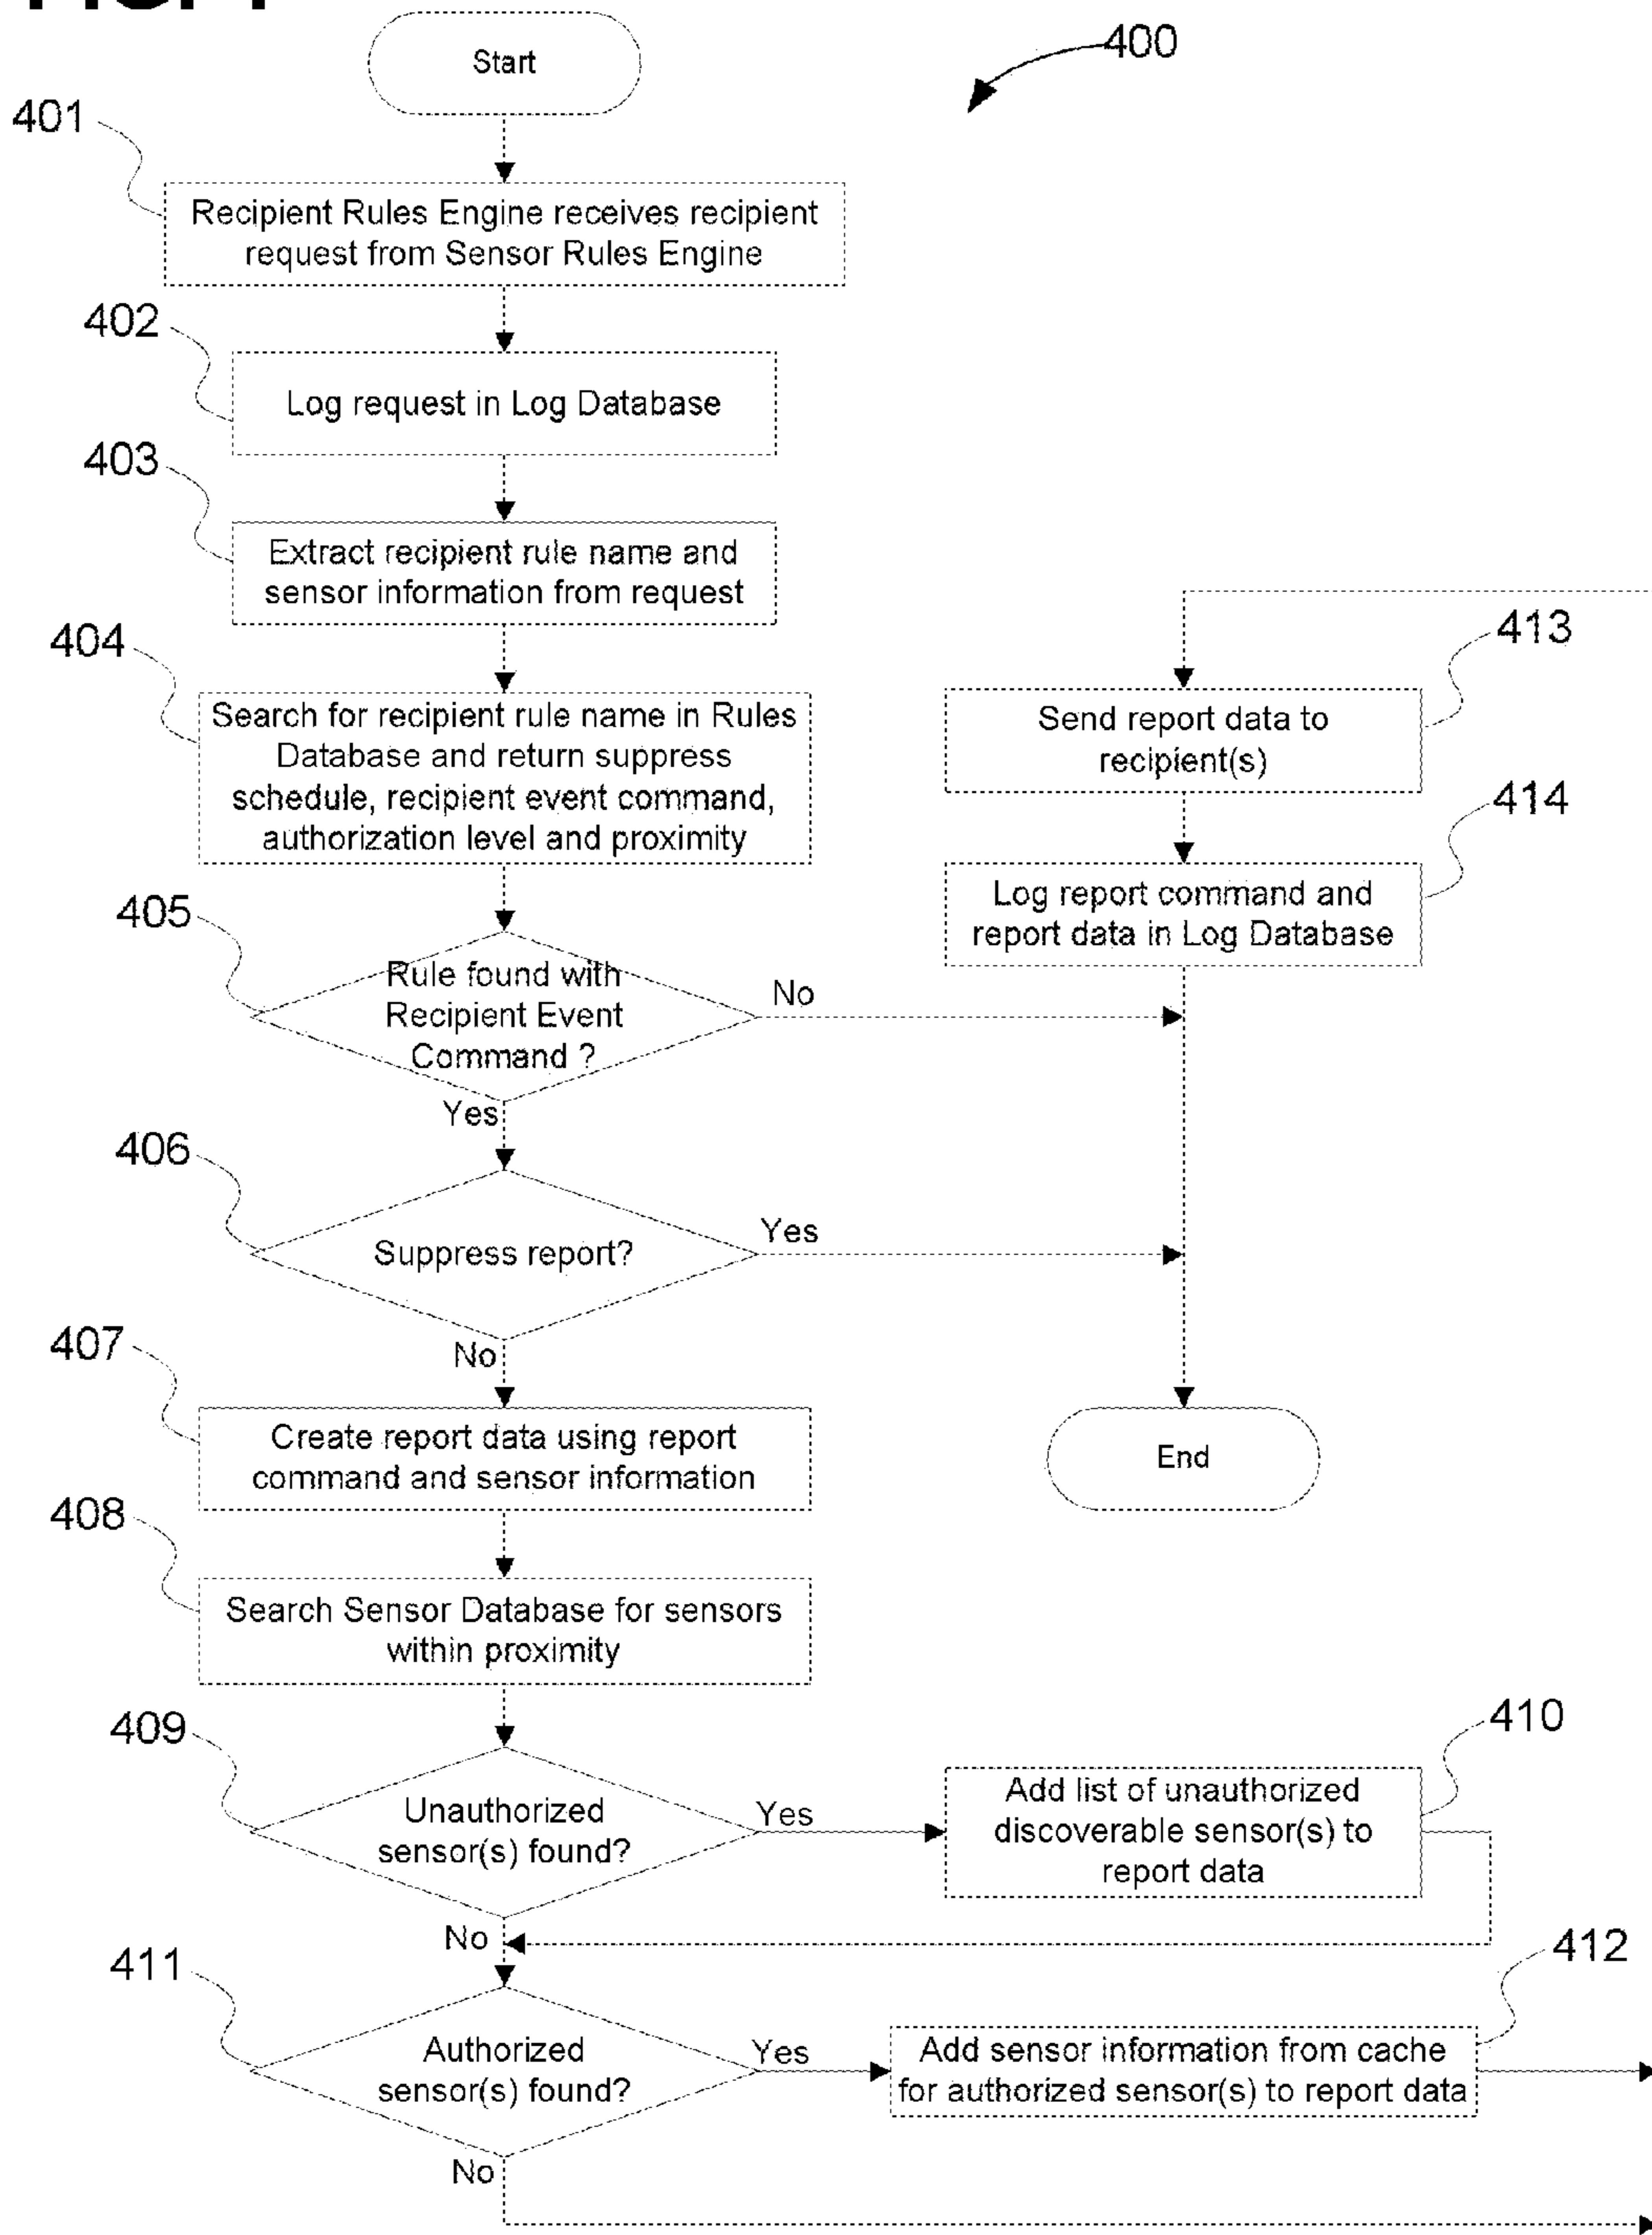 Start
400
401
Recipient Rules Engine receives recipient
request from Sensor Rules Engine
402
Log request in Log Database
403
Extract recipient rule name and
sensor information from request
404
Search for recipient rule name in Rules
Database and return suppress
schedule, recipient event command,
authorization level and proximity
413
Send report data to
recipient(s)
414
Log report command and
report data in Log Database
405
Rule found with
Recipient Event
Command ?
No
Yes
406
Suppress report?
Yes
No
407
Create report data using report
command and sensor information
End
408
Search Sensor Database for sensors
within proximity
409
Unauthorized
sensor(s) found?
Yes
410
Add list of unauthorized
discoverable sensor(s) to
report data
No
411
Authorized
sensor(s) found?
Yes
412
Add sensor information from cache
for authorized sensor(s) to report data
No